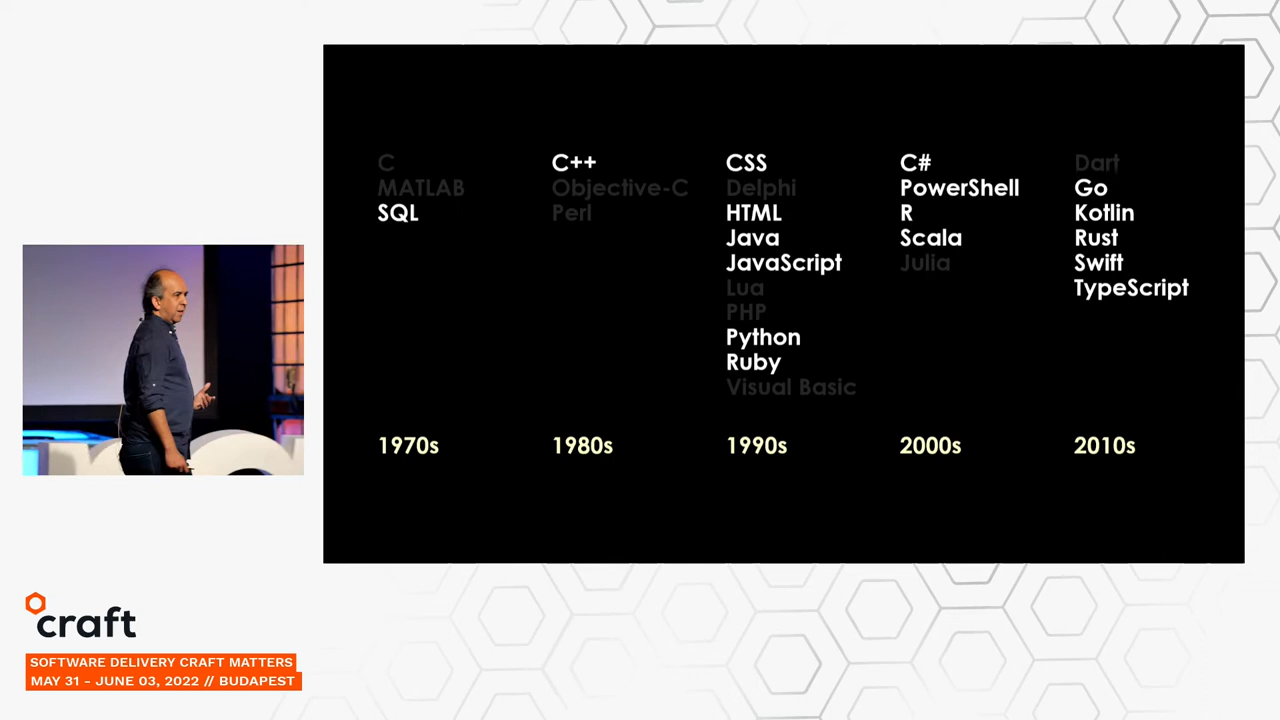 C
MATLAB
SQL
1970s
C++
Objective-C
Perl
1980s
CSS
Delphi
HTML
Java
JavaScript
Lua
PHP
Python
Ruby
Visual Basic
1990s
C#
PowerShell
R
Scala
Julia
2000s
Dart
Go
Kotlin
Rust
Swift
TypeScript
2010s
craft
SOFTWARE DELIVERY CRAFT MATTERS
MAY 31 - JUNE 03, 2022 // BUDAPEST